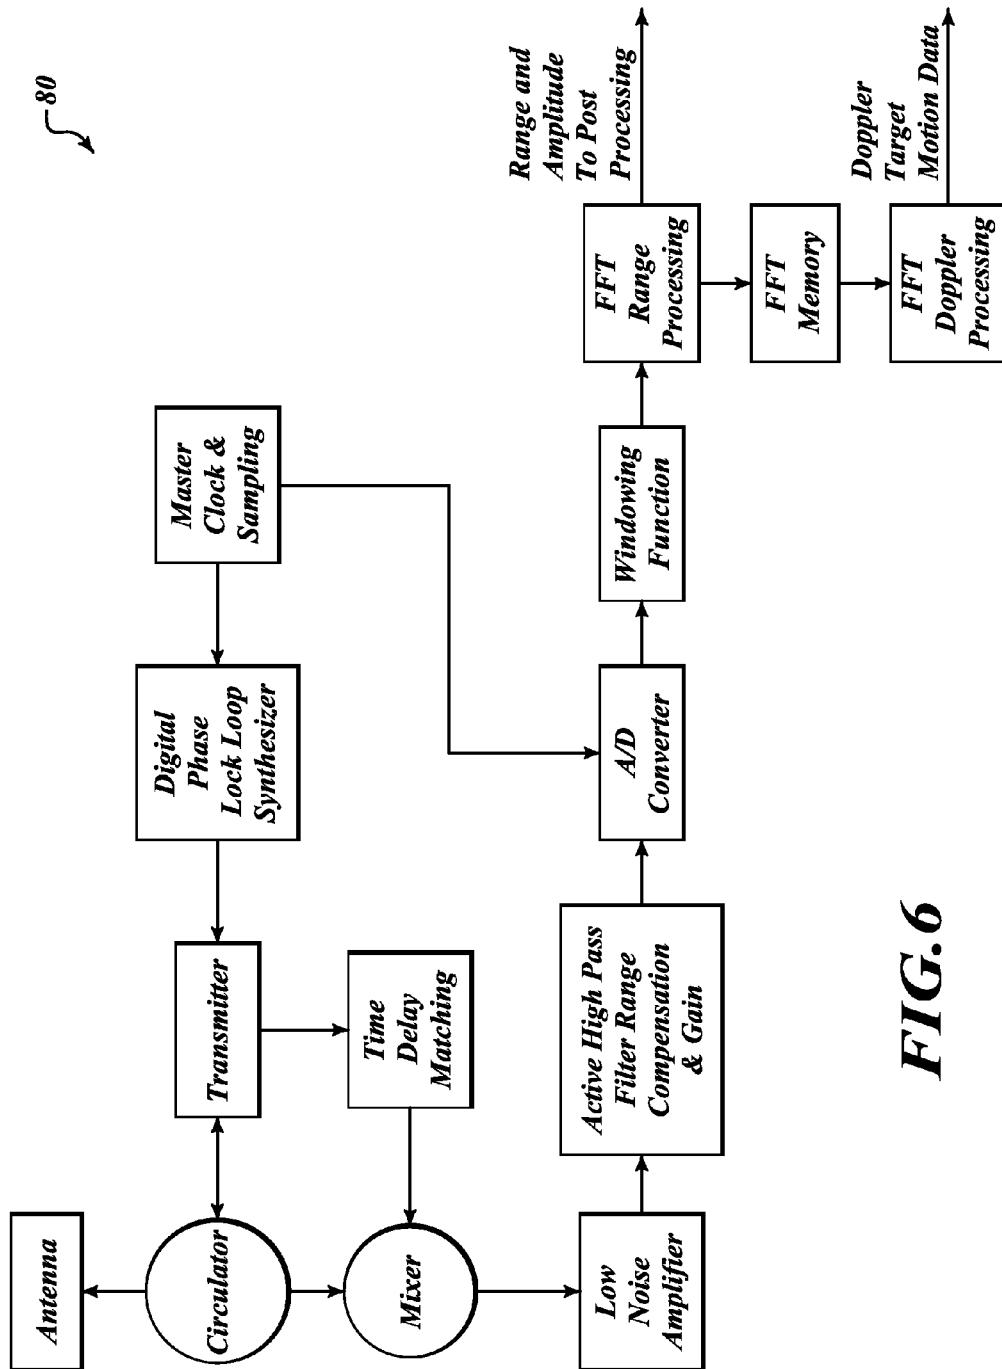 80
Antenna
Circulator
Transmitter
Digital
Phase
Lock Loop
Synthesizer
Master
Clock &
Sampling
Time
Delay
Matching
Mixer
Low
Noise
Amplifier
Active High Pass
Filter Range
Compensation
& Gain
A/D
Converter
Windowing
Function
FFT
Range
Processing
Range and
Amplitude
To Post
Processing
FFT
Memory
FFT
Doppler
Processing
Doppler
Target
Motion Data
FIG.6